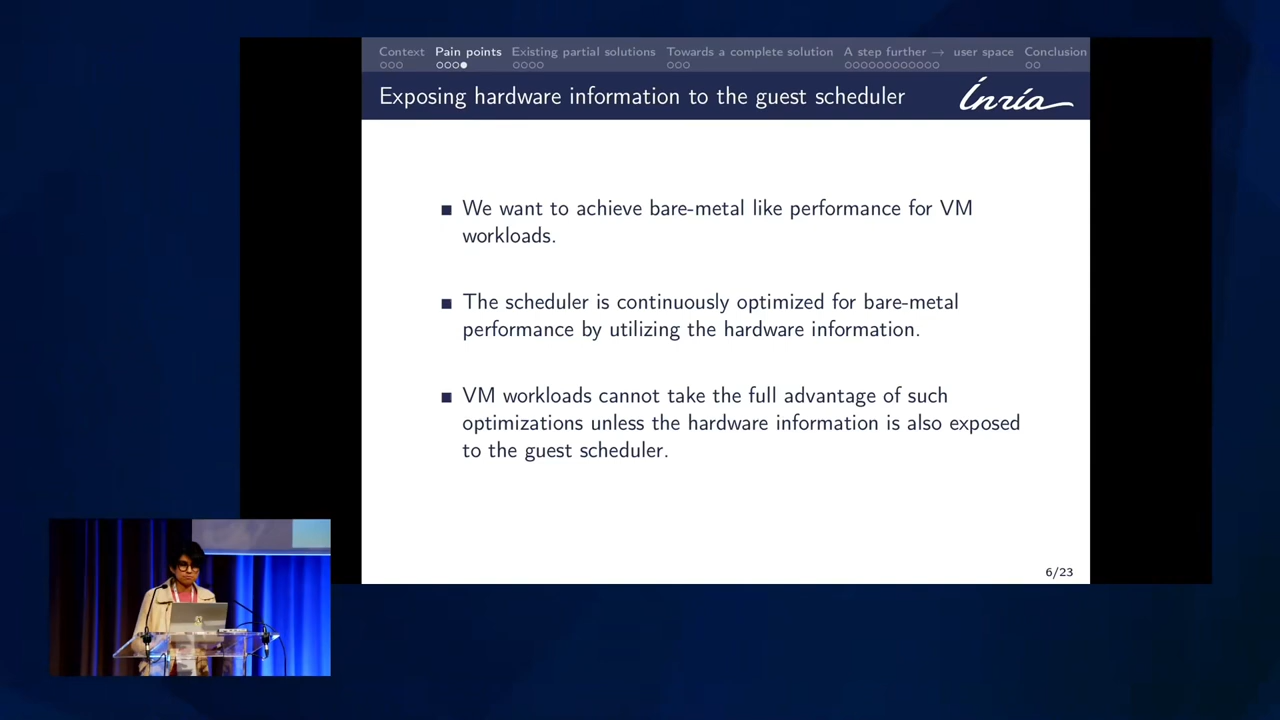 Context Pain points Existing partial solutions Towards a complete solution A step further → user space Conclusion
Exposing hardware information to the guest scheduler
Inria
■ We want to achieve bare-metal like performance for VM
workloads.
■ The scheduler is continuously optimized for bare-metal
performance by utilizing the hardware information.
■ VM workloads cannot take the full advantage of such
optimizations unless the hardware information is also exposed
to the guest scheduler.
6/23